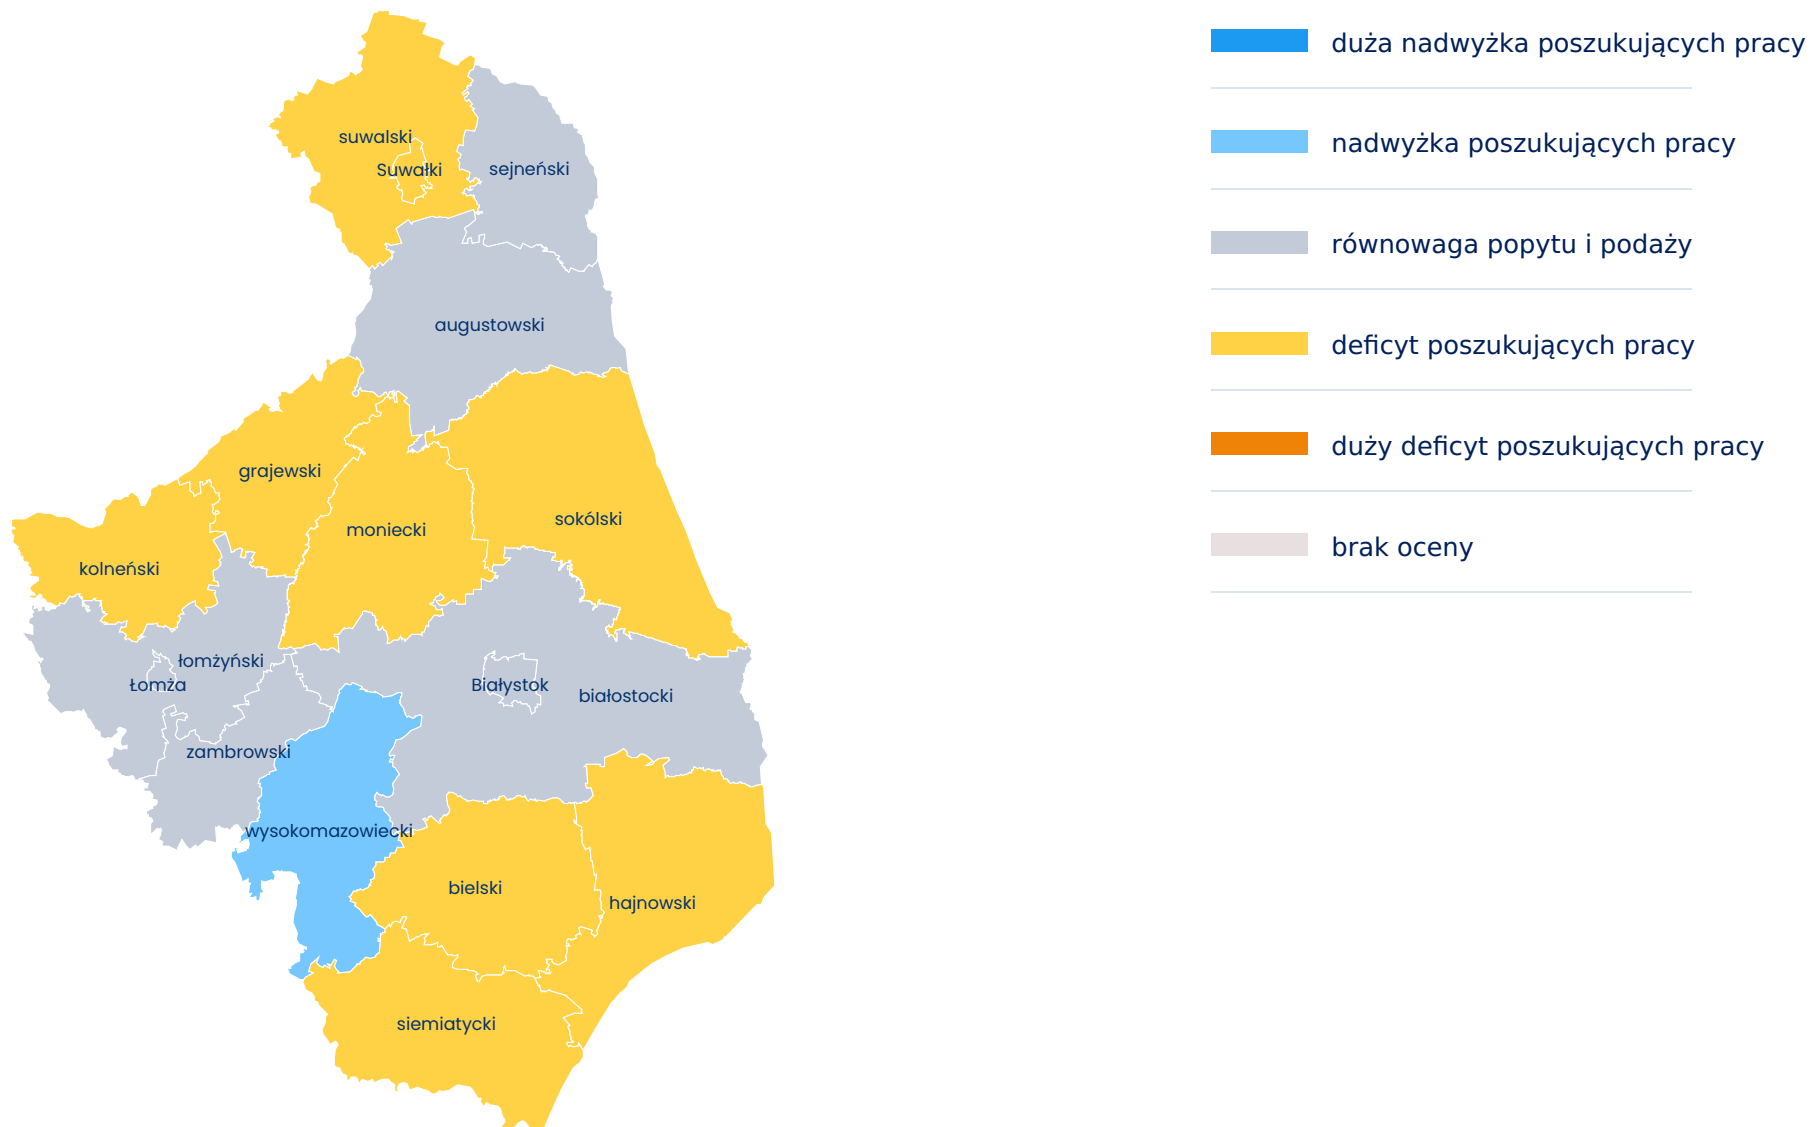 suwalski
Suwałki
sejneński
augustowski
grajewski
moniecki
sokólski
kolneński
łomżyński
Łomża
Białystok
białostocki
zambrowski
wysokomazowiecki
bielski
hajnowski
siemiatycki
duża nadwyżka poszukujących pracy
nadwyżka poszukujących pracy
równowaga popytu i podaży
deficyt poszukujących pracy
duży deficyt poszukujących pracy
brak oceny